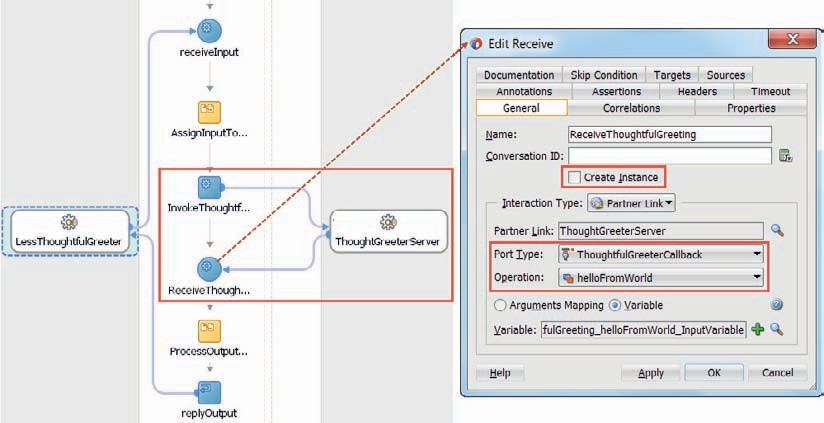 receiveInput
AssignInputTo...
InvokeThoughtf...
LessThoughtfulGreeter
ThoughtGreeterServer
ReceiveThough...
ProcessOutput...
replyOutput
Edit Receive
Documentation Skip Condition Targets Sources
Annotations Assertions Headers Timeout
General Correlations Properties
Name: ReceiveThoughtfulGreeting
Conversation ID:
Create Instance
Interaction Type: Partner Link
Partner Link: ThoughtGreeterServer
Port Type: ThoughtfulGreeterCallback
Operation: helloFromWorld
Arguments Mapping Variable
Variable: fulGreeting_helloFromWorld_InputVariable
Help Apply OK Cancel